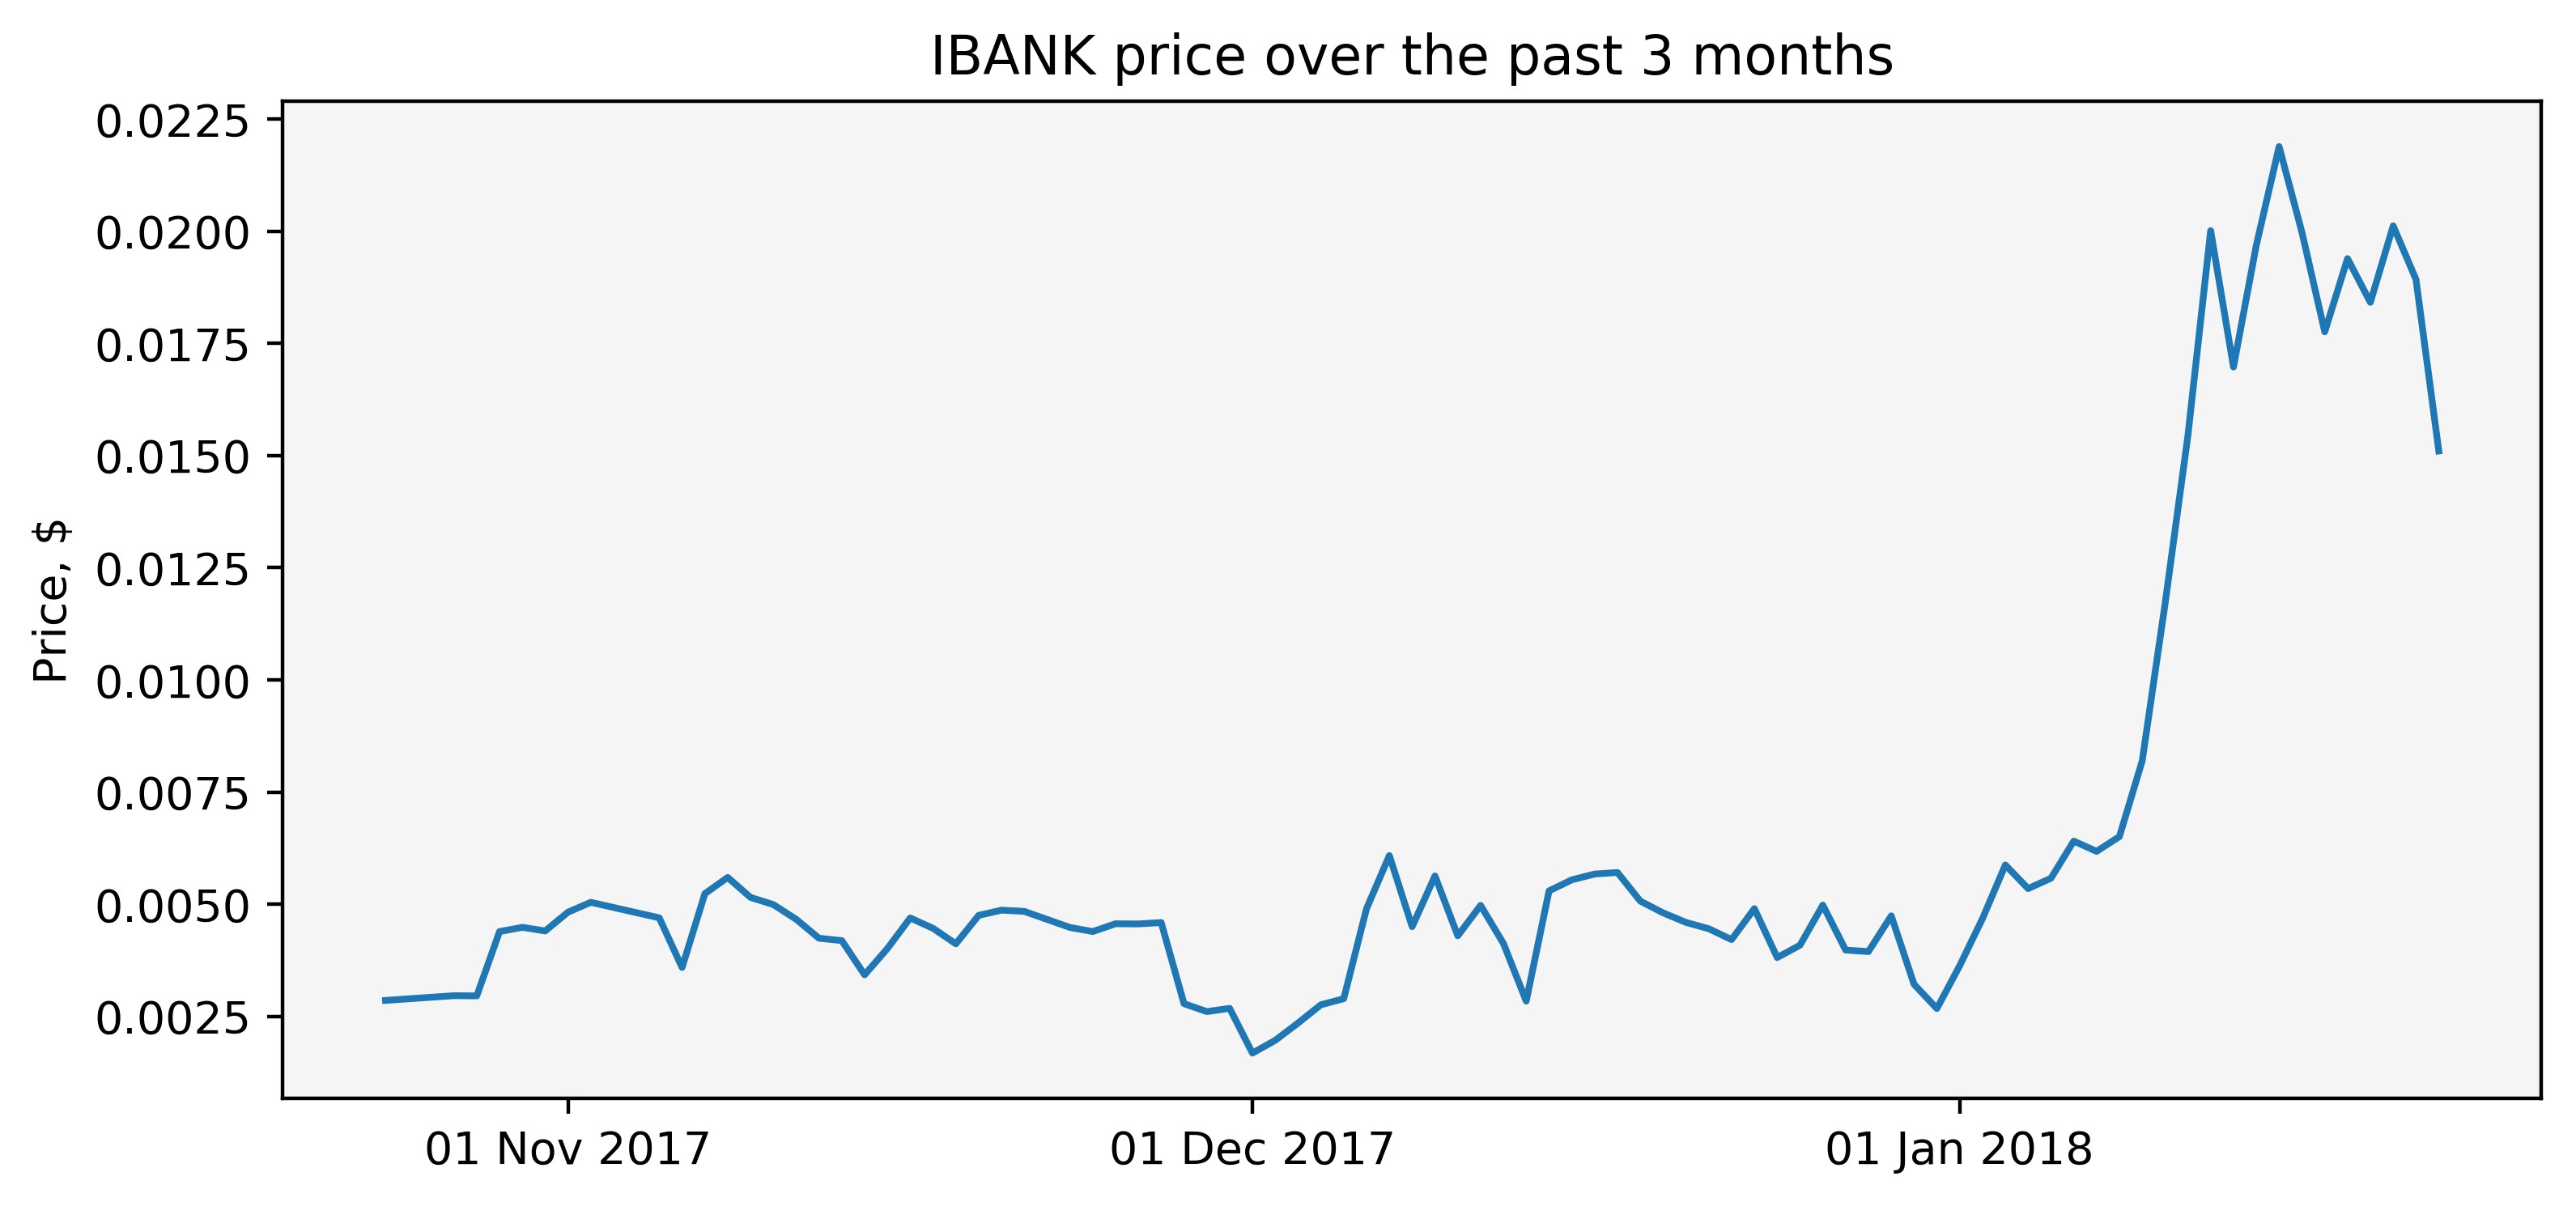 IBANK price over the past 3 months
Price, $
0.0225
0.0200
0.0175
0.0150
0.0125
0.0100
0.0075
0.0050
0.0025
01 Nov 2017
01 Dec 2017
01 Jan 2018